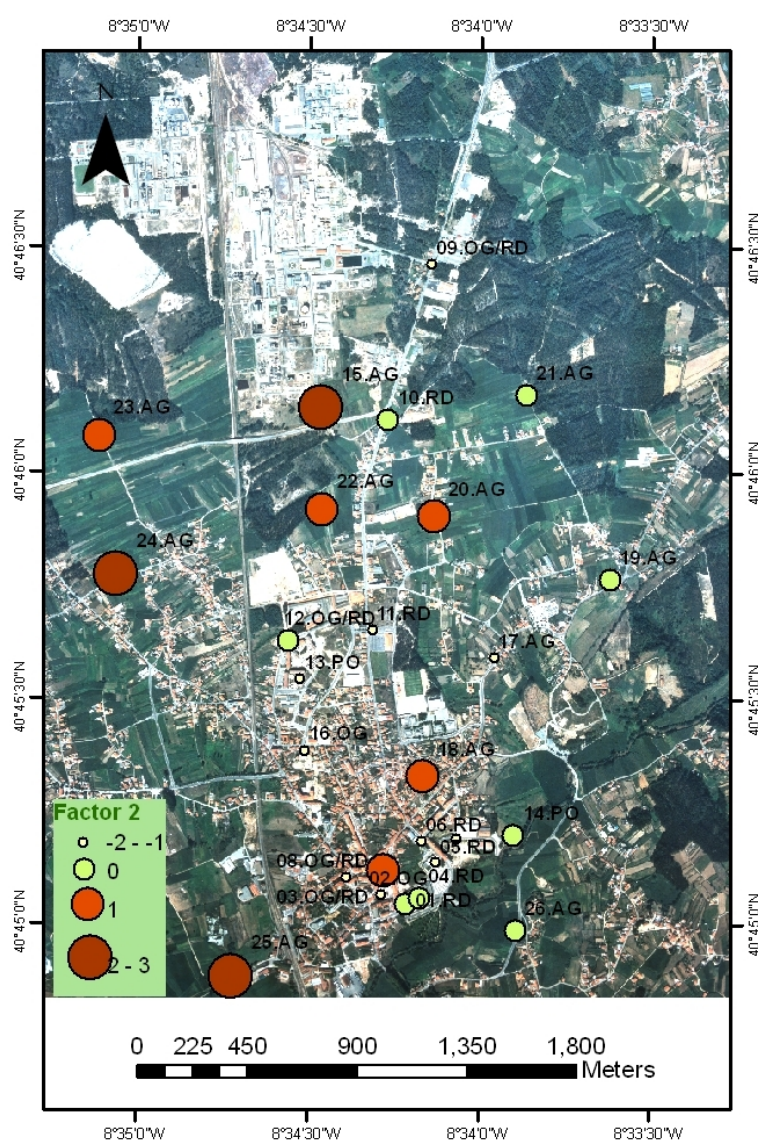 8°35'0"W 8°34'30"W 8°34'0"W 8°33'30"W
N
40°46'30"N 40°46'30"N
09.OG/RD
15.AG
21.AG
10.RD
23.AG
40°46'0"N 40°46'0"N
22.AG
20.AG
24.AG
19.AG
12.OG/RD
11.RD
17.AG
13.PO
40°45'30"N 40°45'30"N
16.OG
18.AG
Factor 2
-2 - -1
0
1
2 - 3
14.PO
06.RD
05.RD
08.OG/RD
02.OG
04.RD
03.OG/RD
01.RD
40°45'0"N 40°45'0"N
26.AG
25.AG
0 225 450 900 1,350 1,800
Meters
8°35'0"W 8°34'30"W 8°34'0"W 8°33'30"W